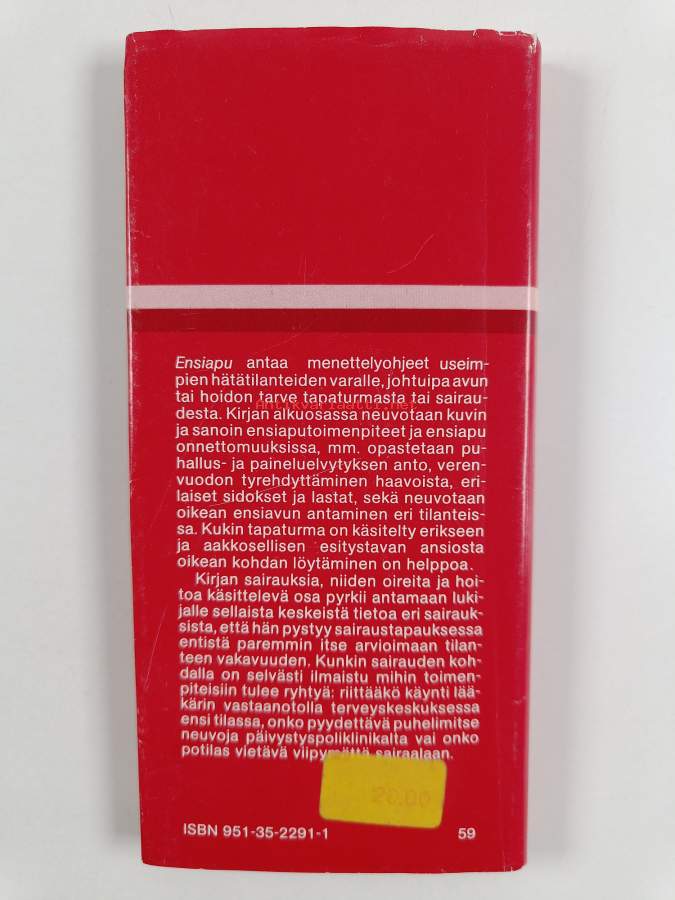 Ensiapu antaa menettelyohjeet useim-
pien hätätilanteiden varalle, johtuipa avun
tai hoidon tarve tapaturmasta tai sairau-
desta. Kirjan alkuosassa neuvotaan kuvin
Antikvariaatti.net
ja sanoin ensiaputoimenpiteet ja ensiapu
onnettomuuksissa, mm. opastetaan pu-
hallus- ja paineluelvytyksen anto, veren-
vuodon tyrehdyttäminen haavoista, eri-
laiset sidokset ja lastat, sekä neuvotaan
oikean ensiavun antaminen eri tilanteis-
sa. Kukin tapaturma on käsitelty erikseen
ja aakkosellisen esitystavan ansiosta
oikean kohdan löytäminen on helppoa.
Kirjan sairauksia, niiden oireita ja hoi-
toa käsittelevä osa pyrkii antamaan luki-
jalle sellaista keskeistä tietoa eri sairauk-
sista, että hän pystyy sairaustapauksessa
entistä paremmin itse arvioimaan tilan-
teen vakavuuden. Kunkin sairauden koh-
dalla on selvästi ilmaistu mihin toimen-
piteisiin tulee ryhtyä: riittääkö käynti lää-
kärin vastaanotolla terveyskeskuksessa
ensi tilassa, onko pyydettävä puhelimitse
neuvoja päivystyspoliklinikalta vai onko
potilas vietävä viipymättä sairaalaan.
20.00
ISBN 951-35-2291-1 59